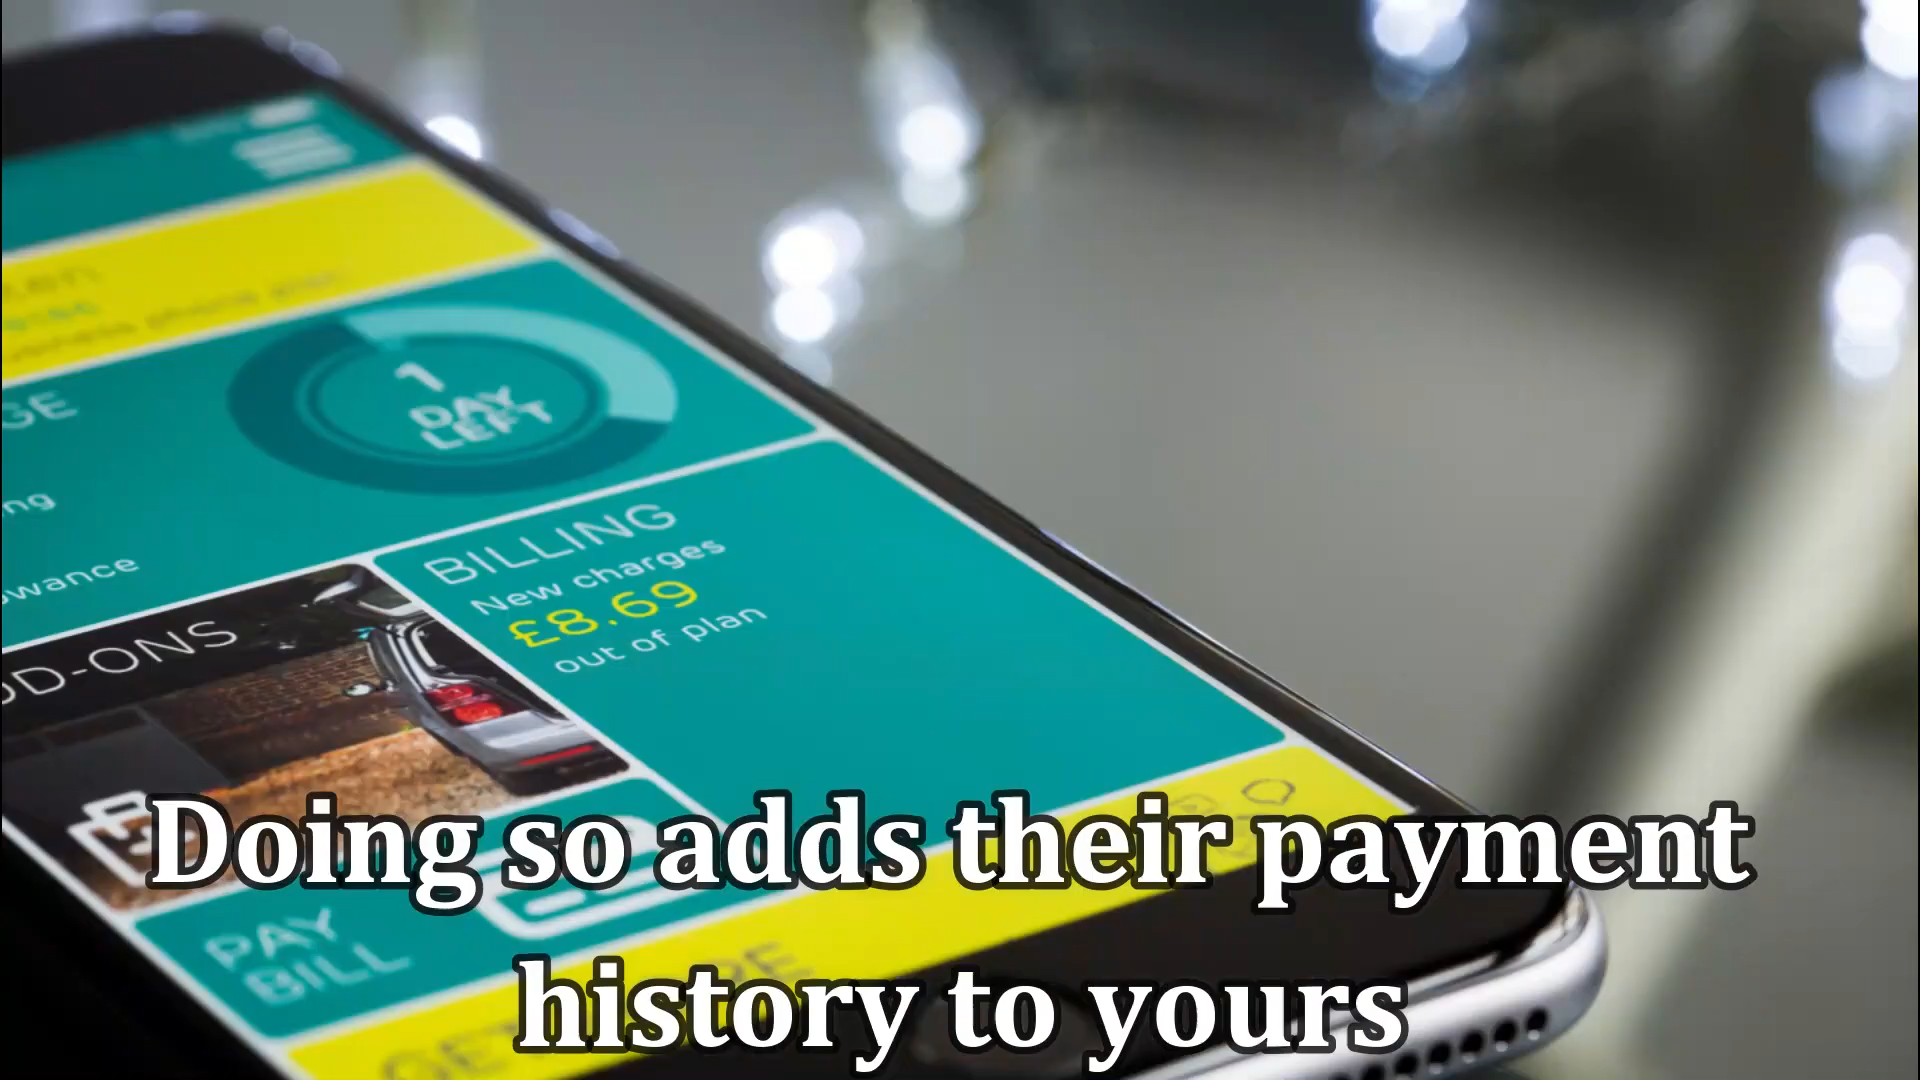 1
DAY
LEFT
BILLING
New charges
£8.69
out of plan
Doing so adds their payment
history to yours
PAY
BILL